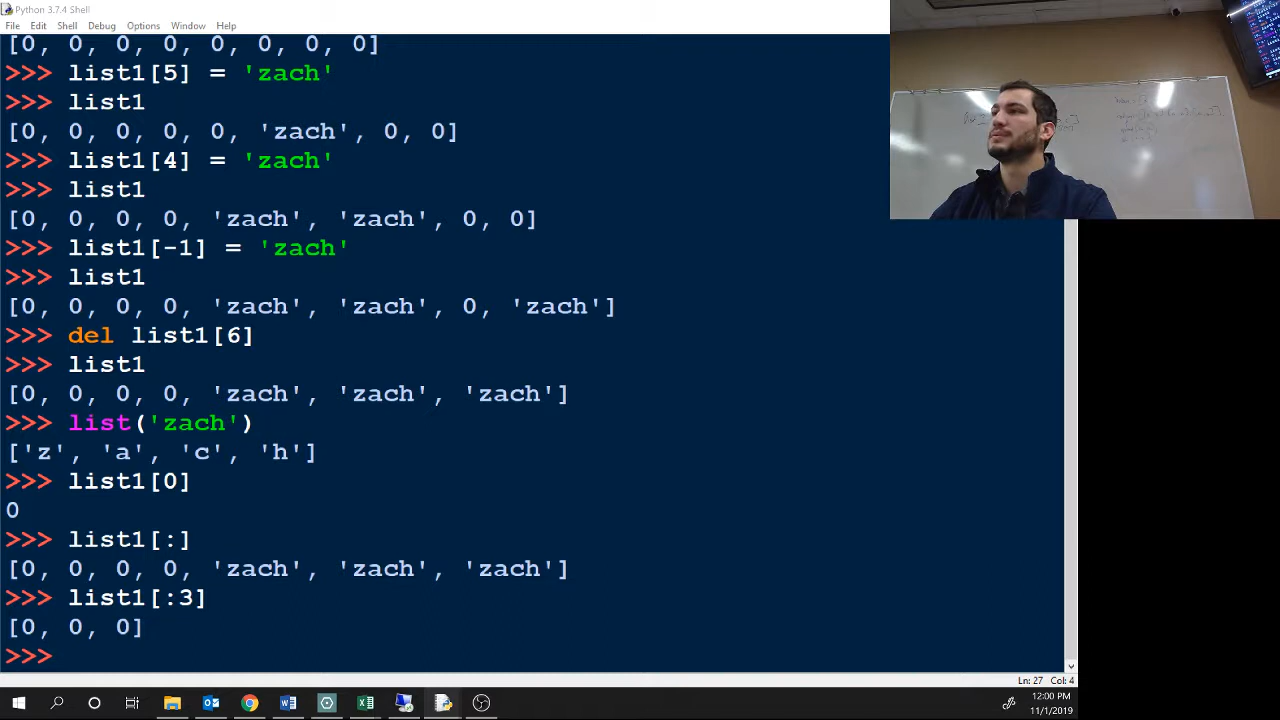 Python 3.7.4 Shell
File Edit Shell Debug Options Window Help
[0, 0, 0, 0, 0, 0, 0, 0]
>>> list1[5] = 'zach'
>>> list1
[0, 0, 0, 0, 0, 'zach', 0, 0]
>>> list1[4] = 'zach'
>>> list1
[0, 0, 0, 0, 'zach', 'zach', 0, 0]
>>> list1[-1] = 'zach'
>>> list1
[0, 0, 0, 0, 'zach', 'zach', 0, 'zach']
>>> del list1[6]
>>> list1
[0, 0, 0, 0, 'zach', 'zach', 'zach']
>>> list('zach')
['z', 'a', 'c', 'h']
>>> list1[0]
0
>>> list1[:]
[0, 0, 0, 0, 'zach', 'zach', 'zach']
>>> list1[:3]
[0, 0, 0]
>>>
Ln: 27 Col: 4
12:00 PM
11/1/2019